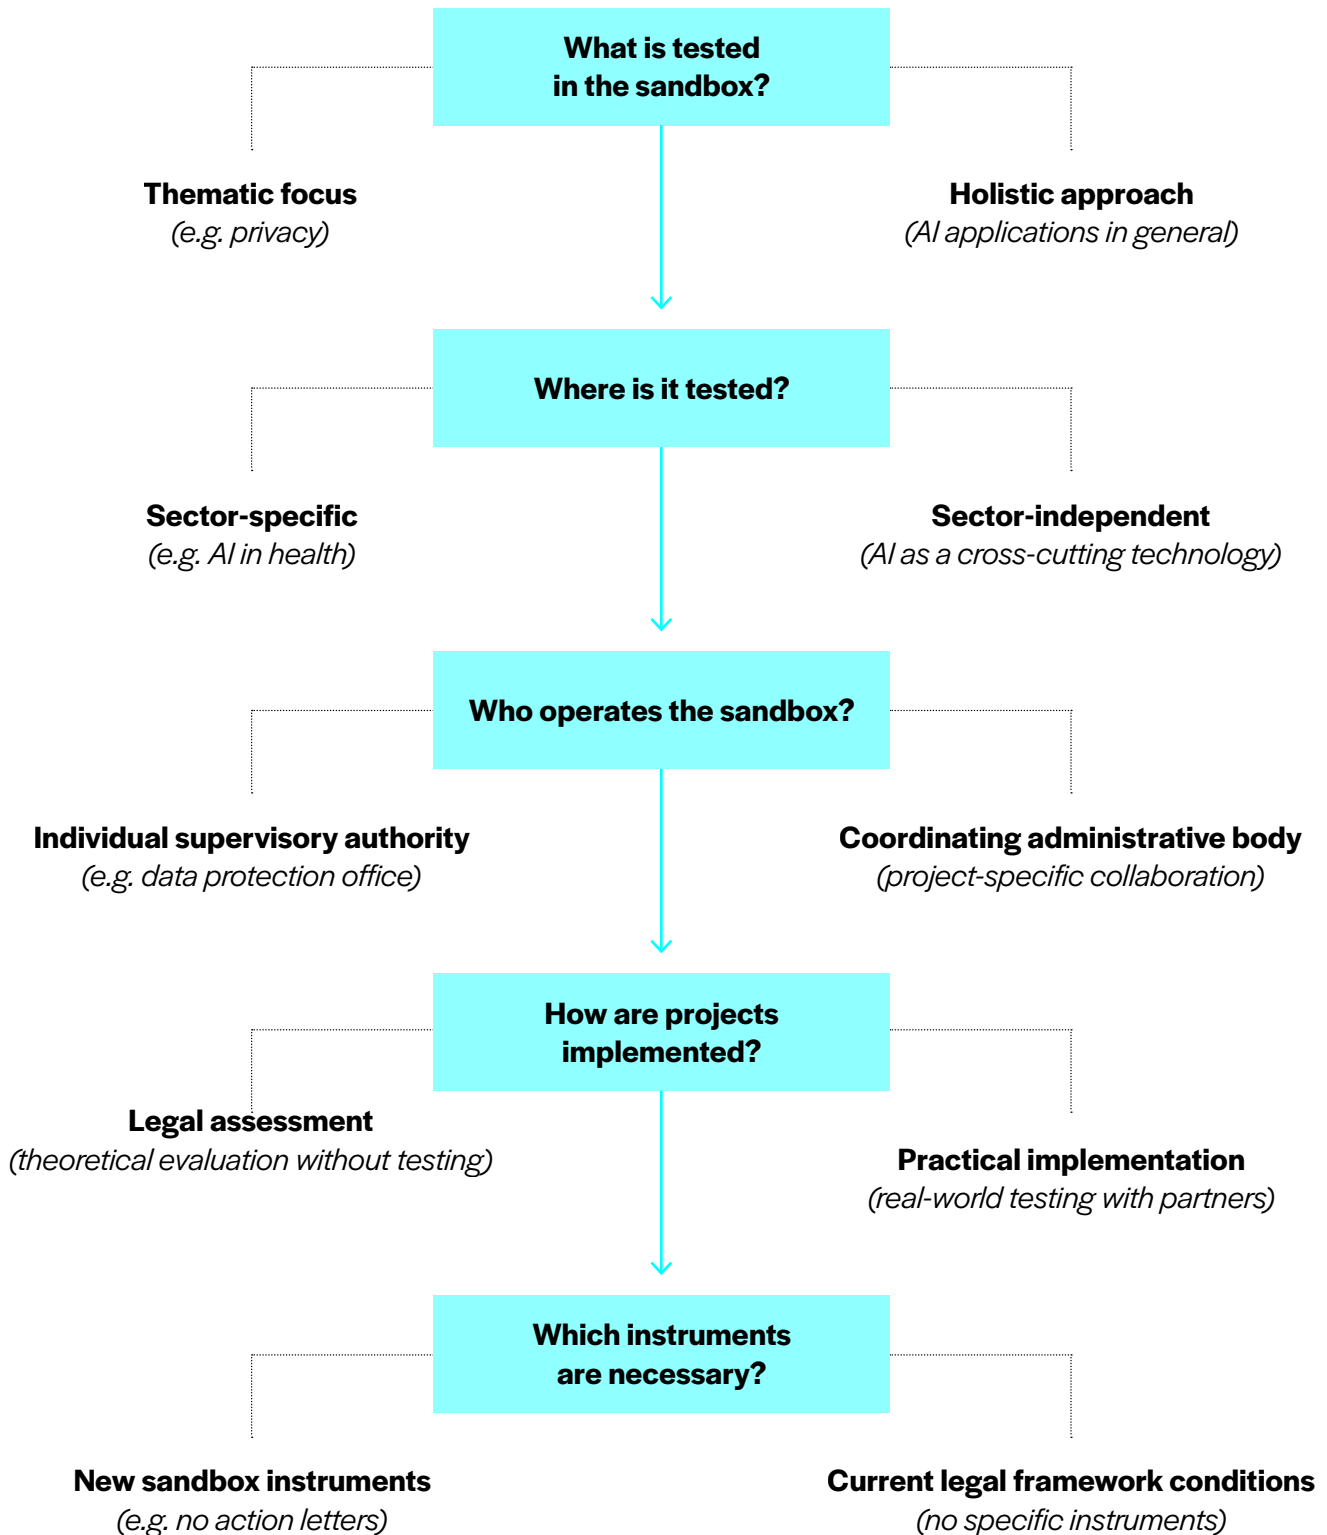 What is tested
in the sandbox?
Thematic focus
(e.g. privacy)
Holistic approach
(AI applications in general)
Where is it tested?
Sector-specific
(e.g. AI in health)
Sector-independent
(AI as a cross-cutting technology)
Who operates the sandbox?
Individual supervisory authority
(e.g. data protection office)
Coordinating administrative body
(project-specific collaboration)
How are projects
implemented?
Legal assessment
(theoretical evaluation without testing)
Practical implementation
(real-world testing with partners)
Which instruments
are necessary?
New sandbox instruments
(e.g. no action letters)
Current legal framework conditions
(no specific instruments)